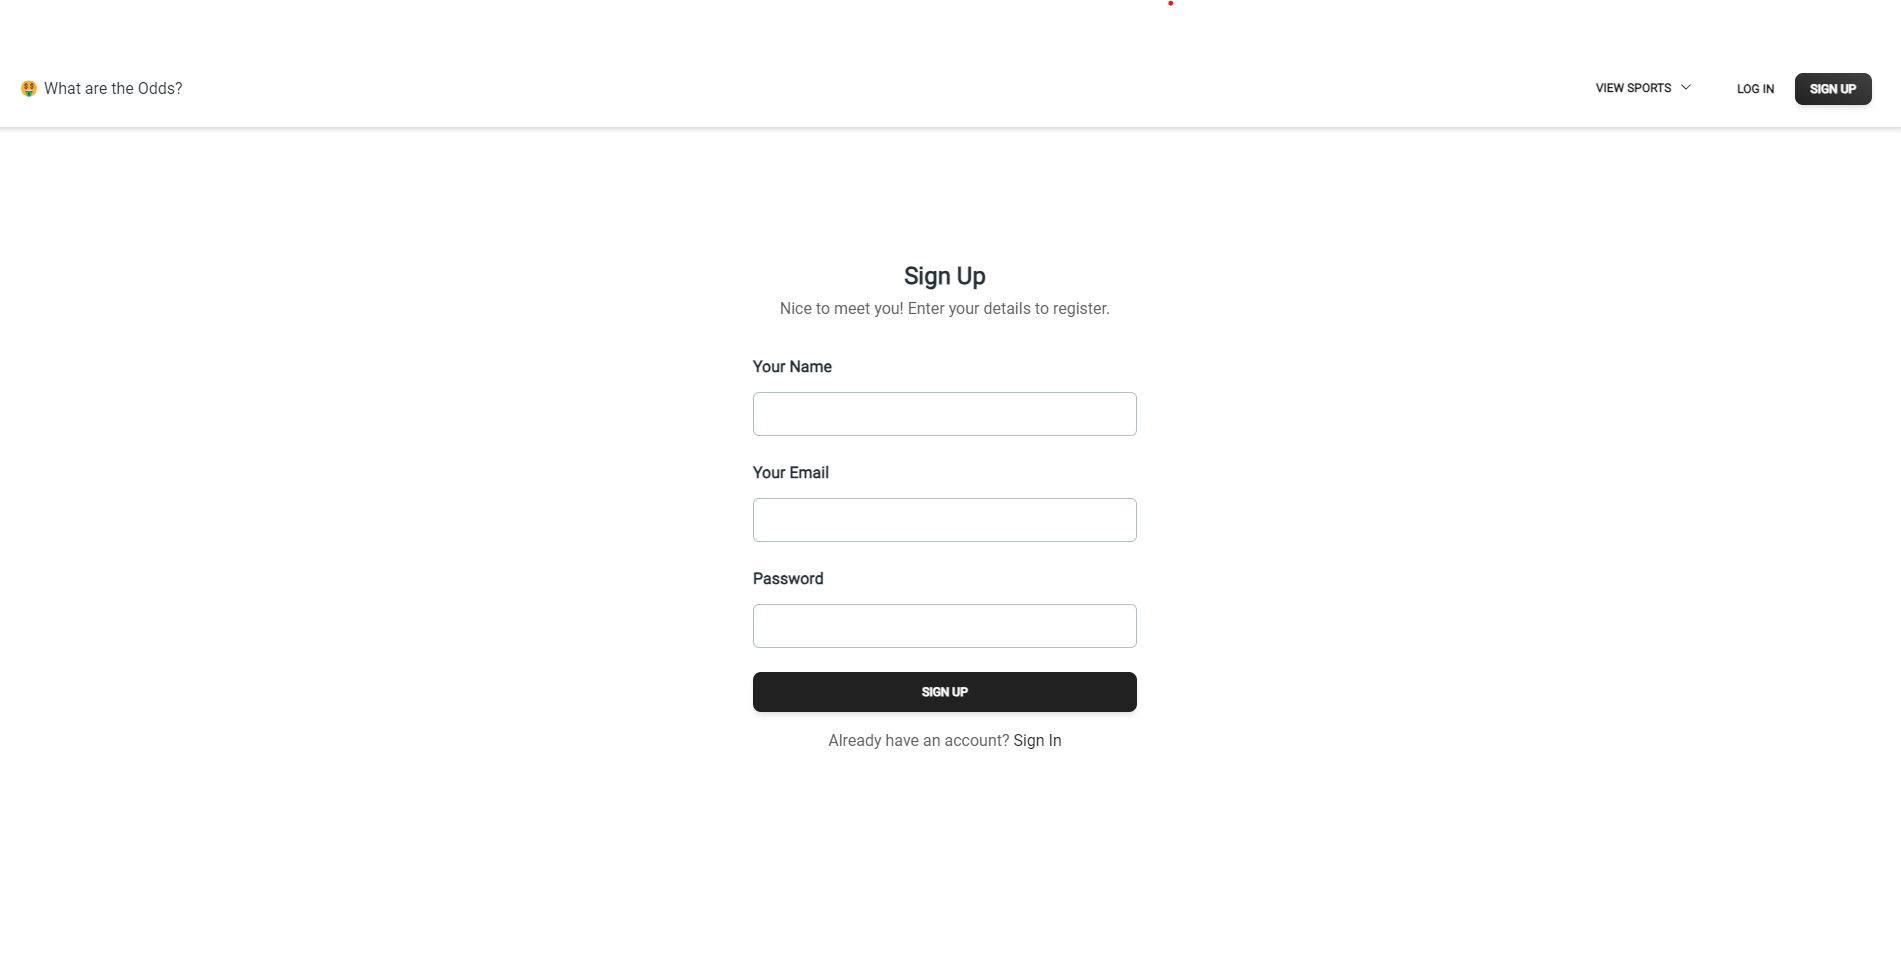 What are the Odds?
VIEW SPORTS
LOG IN
SIGN UP
Sign Up
Nice to meet you! Enter your details to register.
Your Name
Your Email
Password
SIGN UP
Already have an account? Sign In